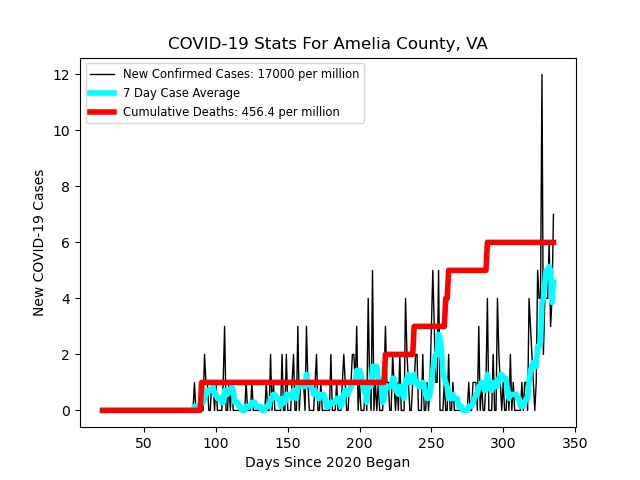 COVID-19 Stats For Amelia County, VA
New Confirmed Cases: 17000 per million
7 Day Case Average
Cumulative Deaths: 456.4 per million
New COVID-19 Cases
12
10
8
6
4
2
0
50
100
150
200
250
300
350
Days Since 2020 Began